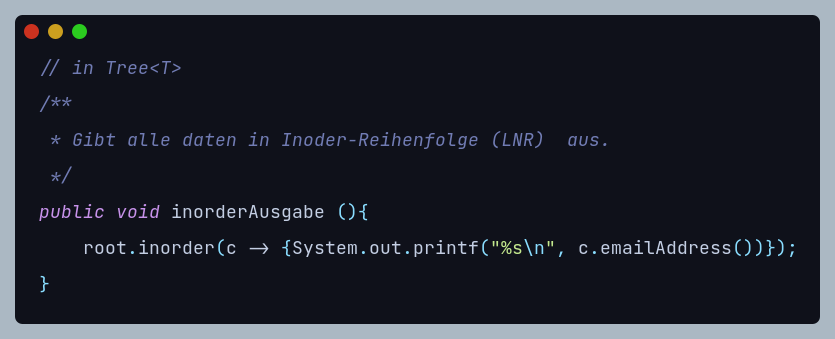 // in Tree<T>
/**
 * Gibt alle daten in Inoder-Reihenfolge (LNR)  aus.
 */
public void inorderAusgabe (){
    root.inorder(c -> {System.out.printf("%s\n", c.emailAddress())});
}